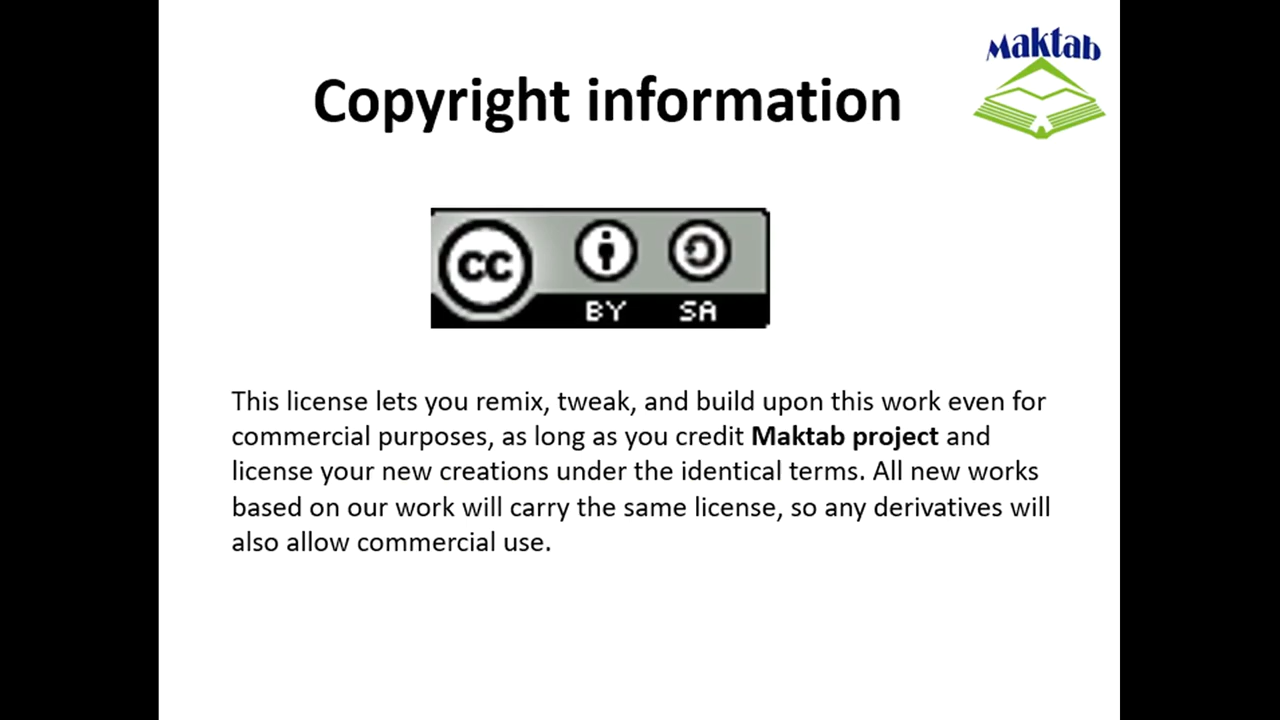 Maktab
Copyright information
CC
BY SA
This license lets you remix, tweak, and build upon this work even for
commercial purposes, as long as you credit Maktab project and
license your new creations under the identical terms. All new works
based on our work will carry the same license, so any derivatives will
also allow commercial use.